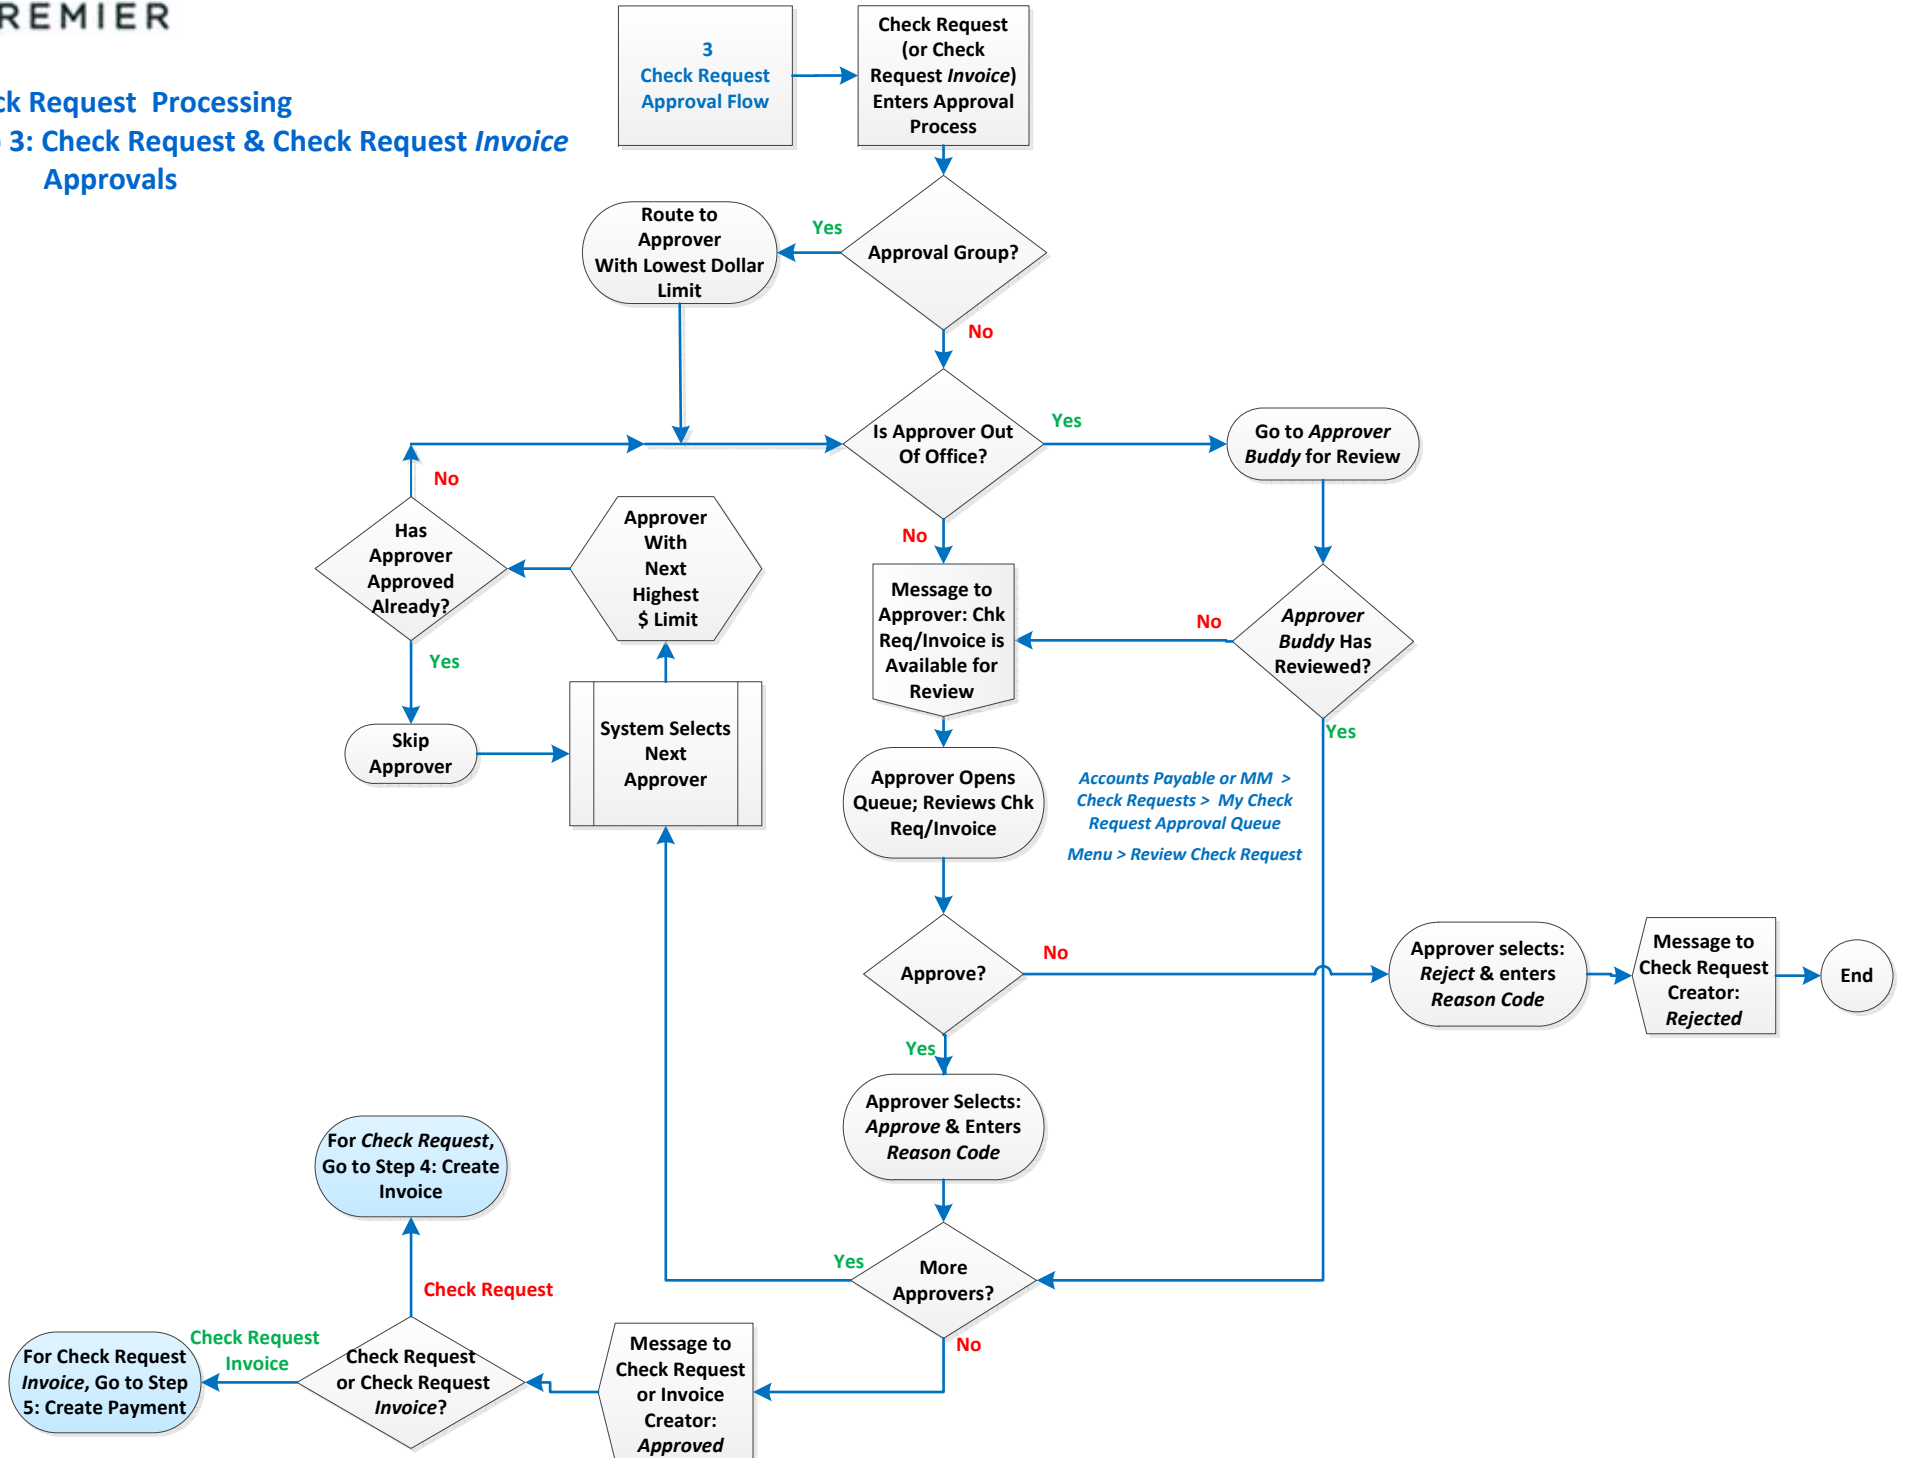 REMIER
ck Request Processing
3: Check Request & Check Request Invoice
Approvals
3
Check Request
Approval Flow
Check Request
(or Check
Request Invoice)
Enters Approval
Process
Approval Group?
Yes
Route to
Approver
With Lowest Dollar
Limit
No
Is Approver Out
Of Office?
Yes
Go to Approver
Buddy for Review
No
Has
Approver
Approved
Already?
Approver
With
Next
Highest
$ Limit
No
Message to
Approver: Chk
Req/Invoice is
Available for
Review
No
Approver
Buddy Has
Reviewed?
Yes
Skip
Approver
System Selects
Next
Approver
Yes
Approver Opens
Queue; Reviews Chk
Req/Invoice
Accounts Payable or MM >
Check Requests > My Check
Request Approval Queue
Menu > Review Check Request
Approve?
No
Approver selects:
Reject & enters
Reason Code
Message to
Check Request
Creator:
Rejected
End
Yes
Approver Selects:
Approve & Enters
Reason Code
More
Approvers?
Yes
No
Message to
Check Request
or Invoice
Creator:
Approved
Check Request
or Check Request
Invoice?
Check Request
For Check Request,
Go to Step 4: Create
Invoice
Check Request
Invoice
For Check Request
Invoice, Go to Step
5: Create Payment